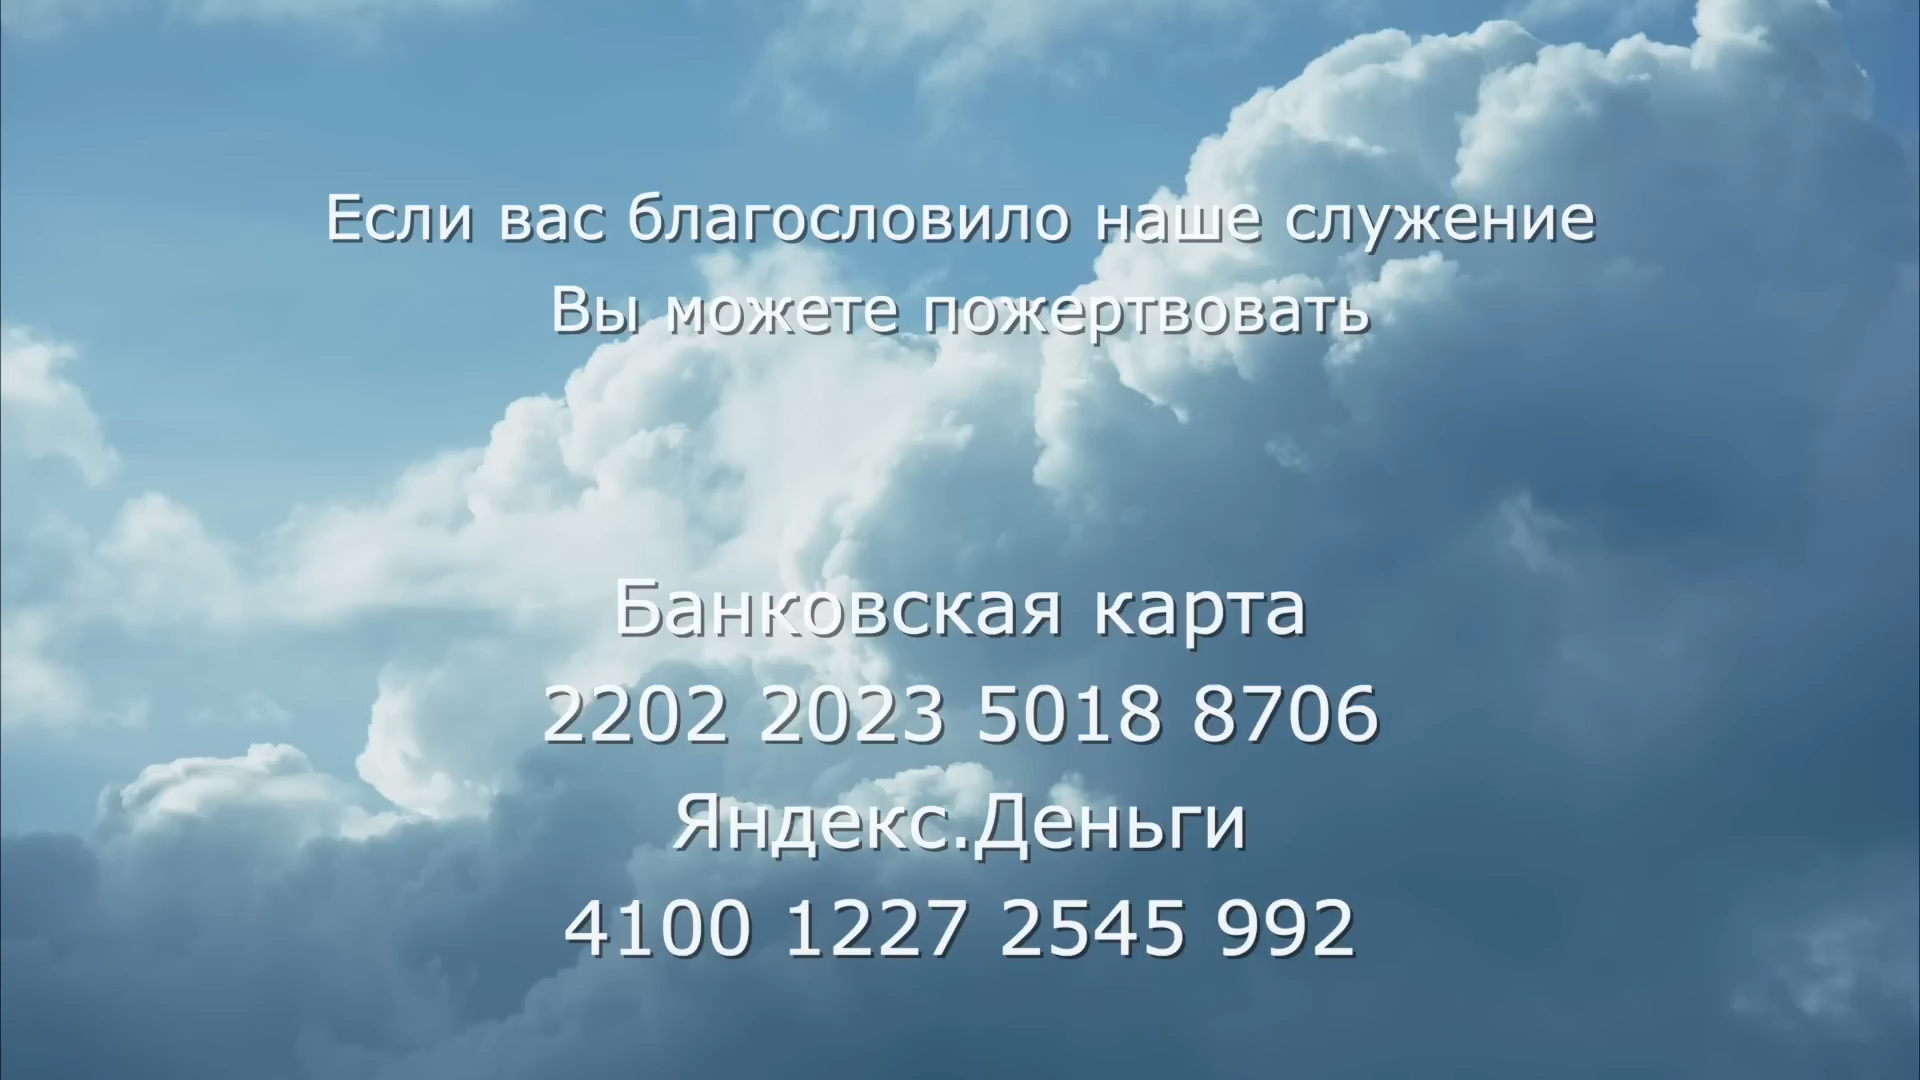 Если вас благословило наше служение
Вы можете пожертвовать
Банковская карта
2202 2023 5018 8706
Яндекс.Деньги
4100 1227 2545 992